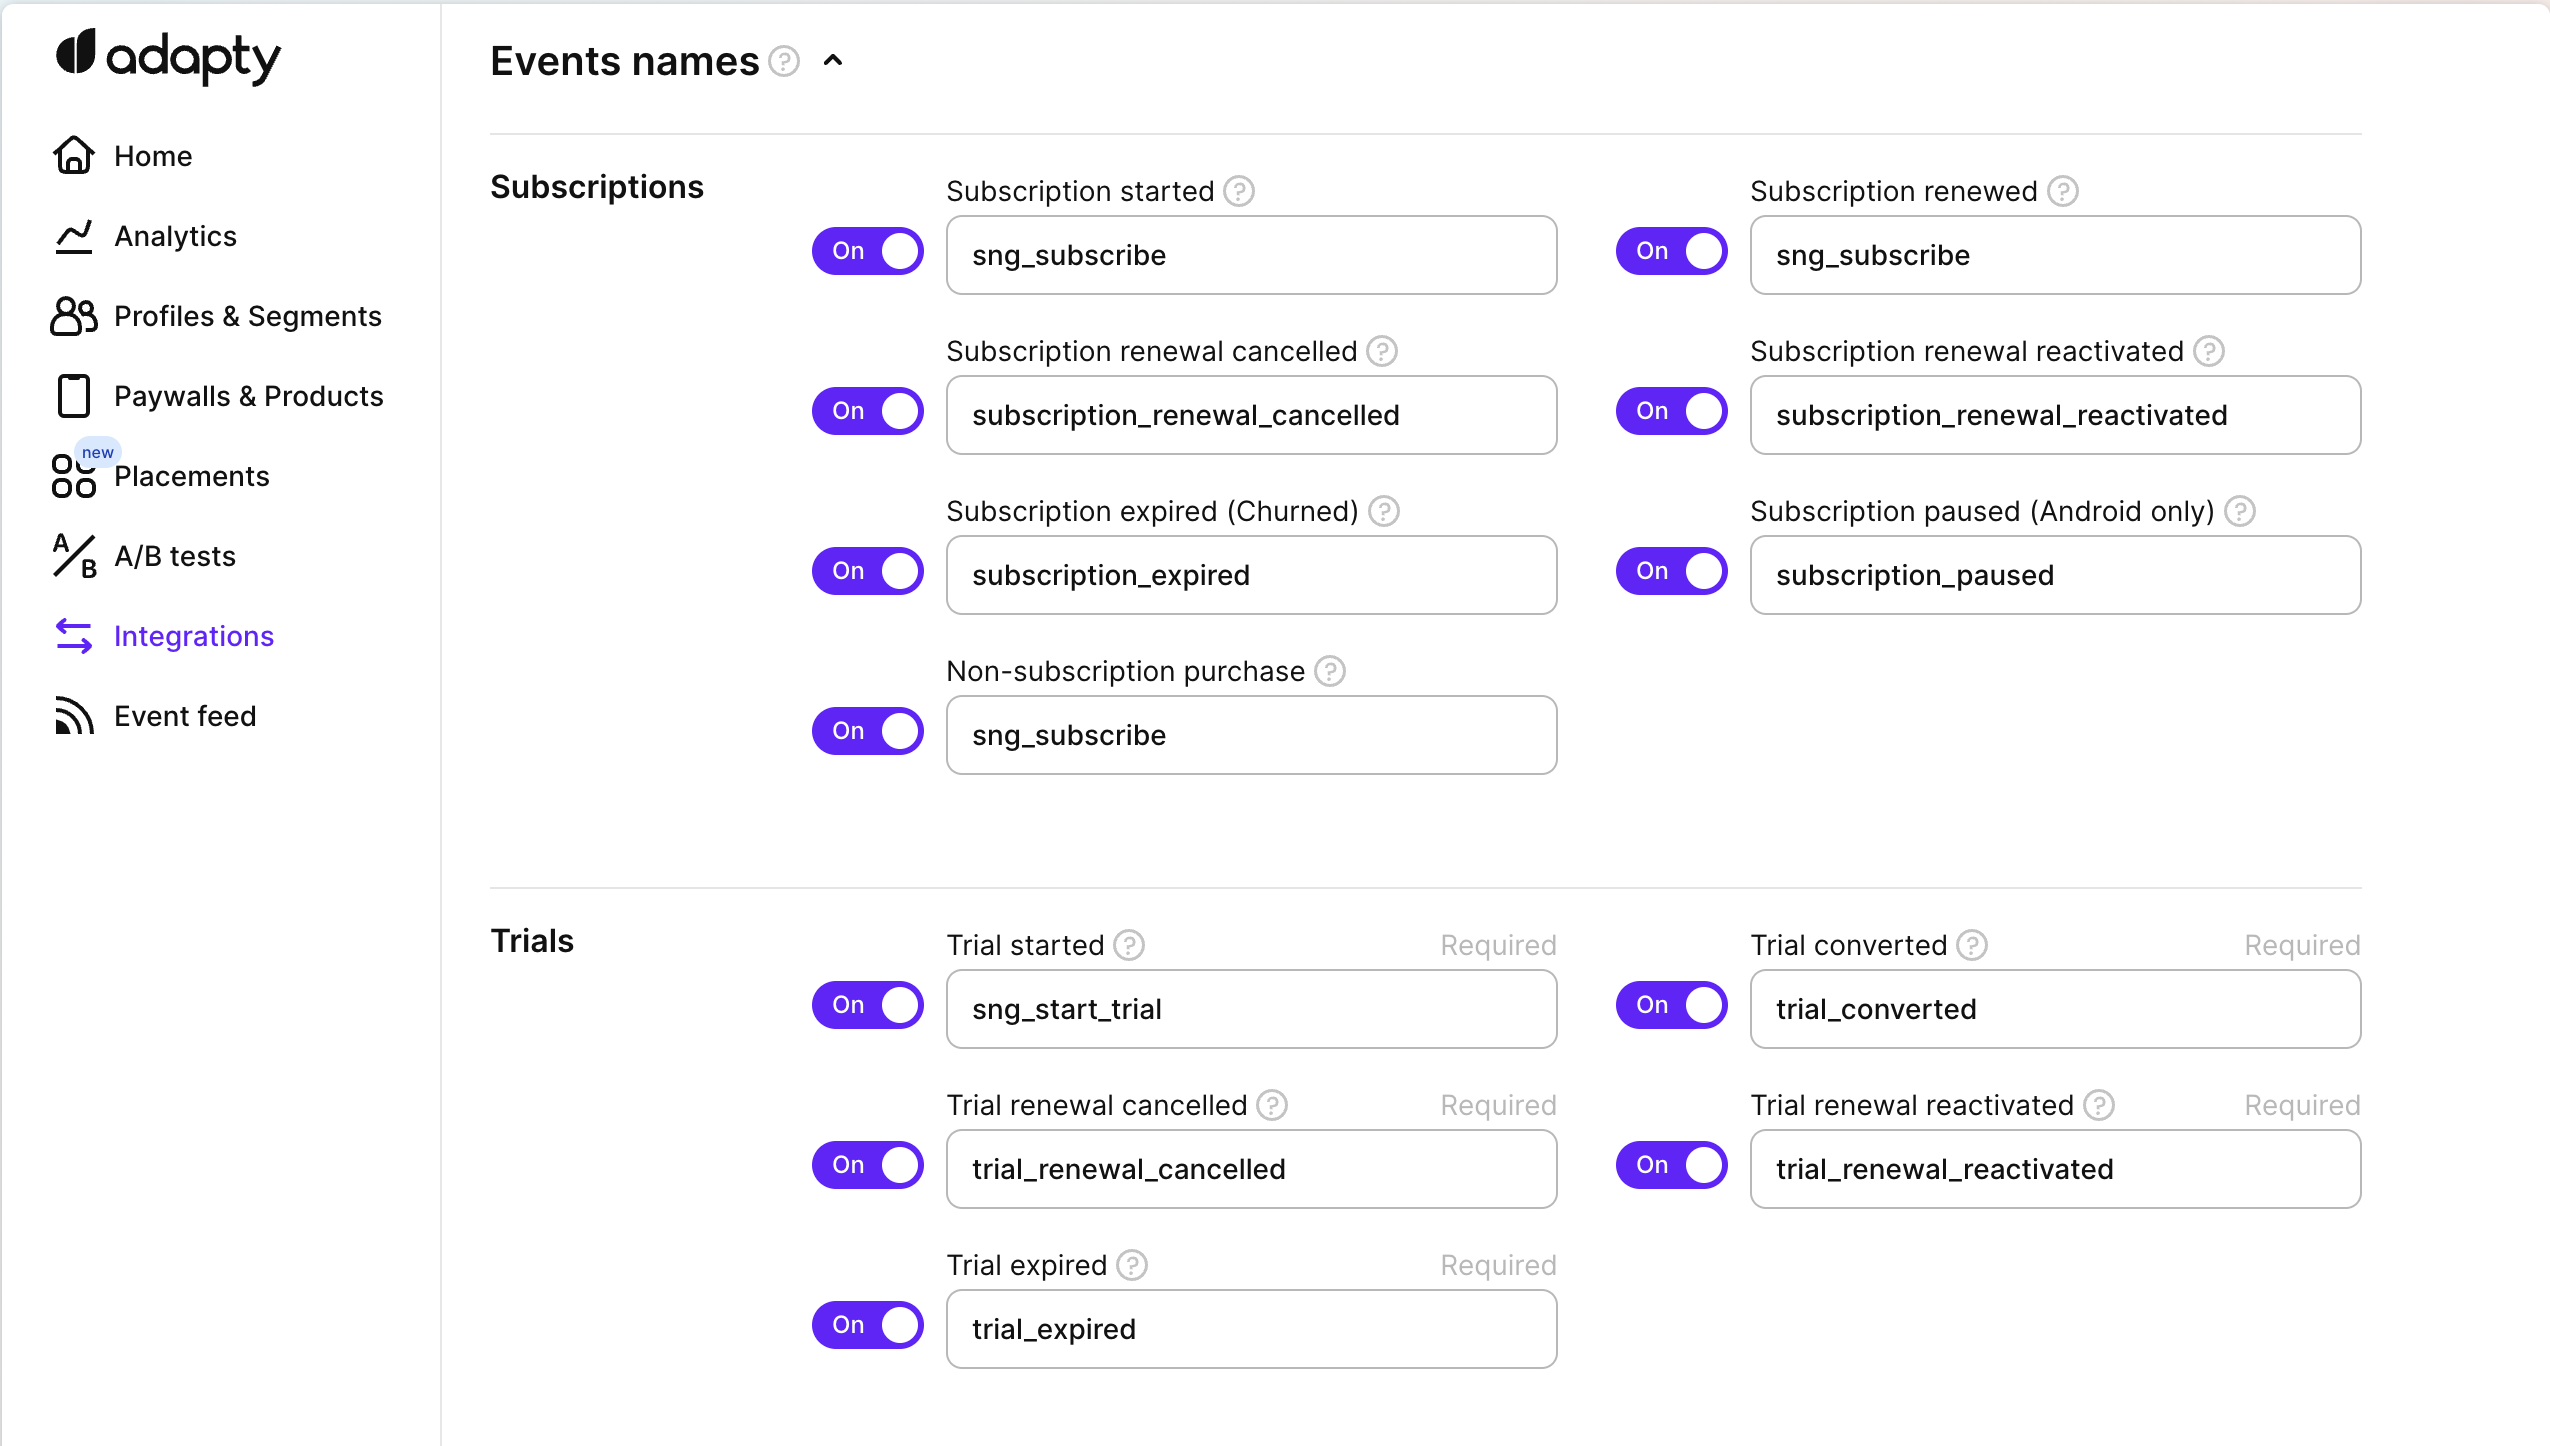 adapty
Home
Analytics
Profiles & Segments
Paywalls & Products
new
Placements
A/B
A/B tests
Integrations
Event feed
Events names ?
Subscriptions
Subscription started ?
On
sng_subscribe
Subscription renewed ?
On
sng_subscribe
Subscription renewal cancelled ?
On
subscription_renewal_cancelled
Subscription renewal reactivated ?
On
subscription_renewal_reactivated
Subscription expired (Churned) ?
On
subscription_expired
Subscription paused (Android only) ?
On
subscription_paused
Non-subscription purchase ?
On
sng_subscribe
Trials
Trial started ? Required
On
sng_start_trial
Trial converted ? Required
On
trial_converted
Trial renewal cancelled ? Required
On
trial_renewal_cancelled
Trial renewal reactivated ? Required
On
trial_renewal_reactivated
Trial expired ? Required
On
trial_expired